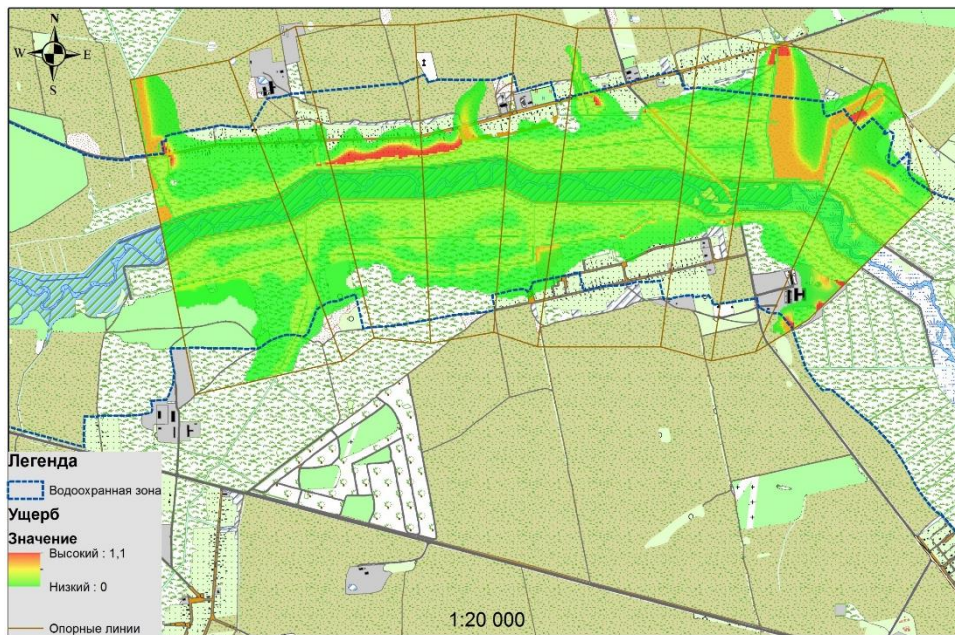 N
W E
S
Легенда
Водоохранная зона
Ущерб
Значение
Высокий : 1,1
Низкий : 0
Опорные линии
1:20 000